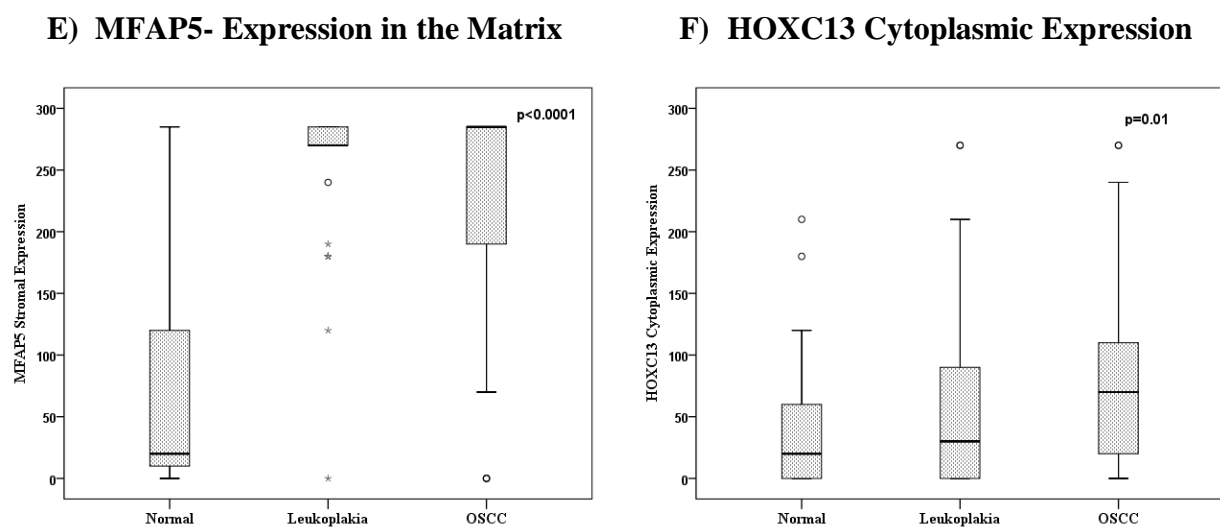 E) MFAP5- Expression in the Matrix
MFAP5 Stromal Expression
300
250
200
150
100
50
0
p<0.0001
Normal
Leukoplakia
OSCC
F) HOXC13 Cytoplasmic Expression
HOXC13 Cytoplasmic Expression
300
250
200
150
100
50
0
p=0.01
Normal
Leukoplakia
OSCC